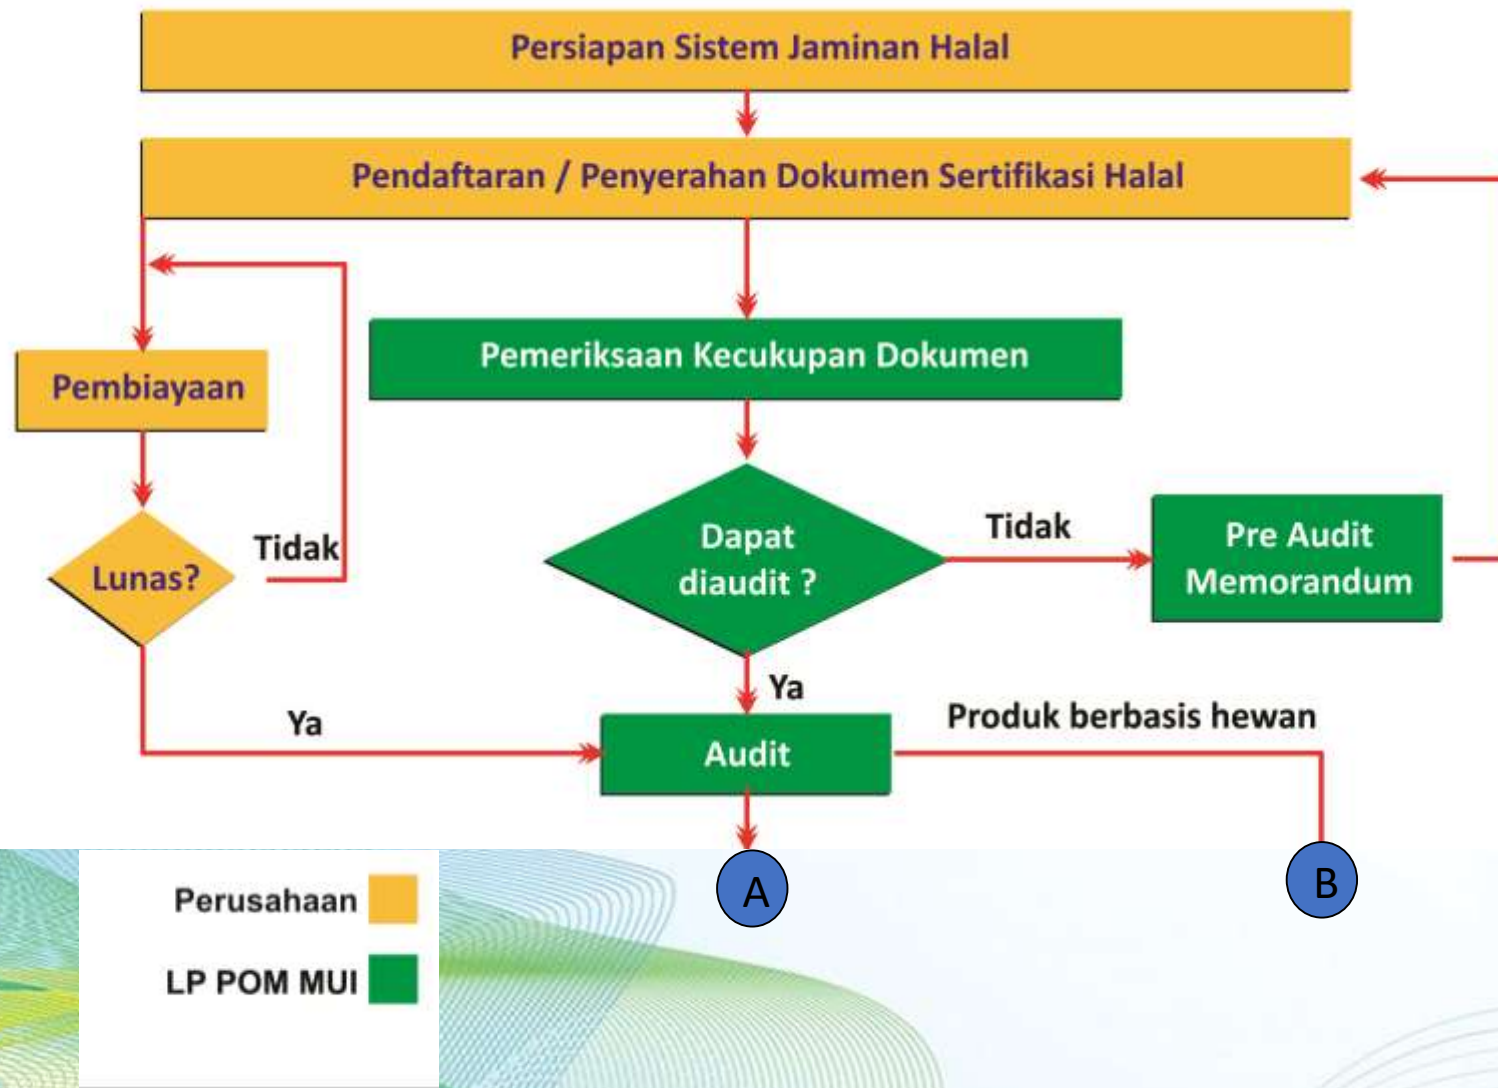 Persiapan Sistem Jaminan Halal
Pendaftaran / Penyerahan Dokumen Sertifikasi Halal
Pemeriksaan Kecukupan Dokumen
Pembiayaan
Lunas?
Tidak
Dapat
diaudit ?
Tidak
Pre Audit
Memorandum
Ya
Ya
Audit
Produk berbasis hewan
A
B
Perusahaan
LP POM MUI